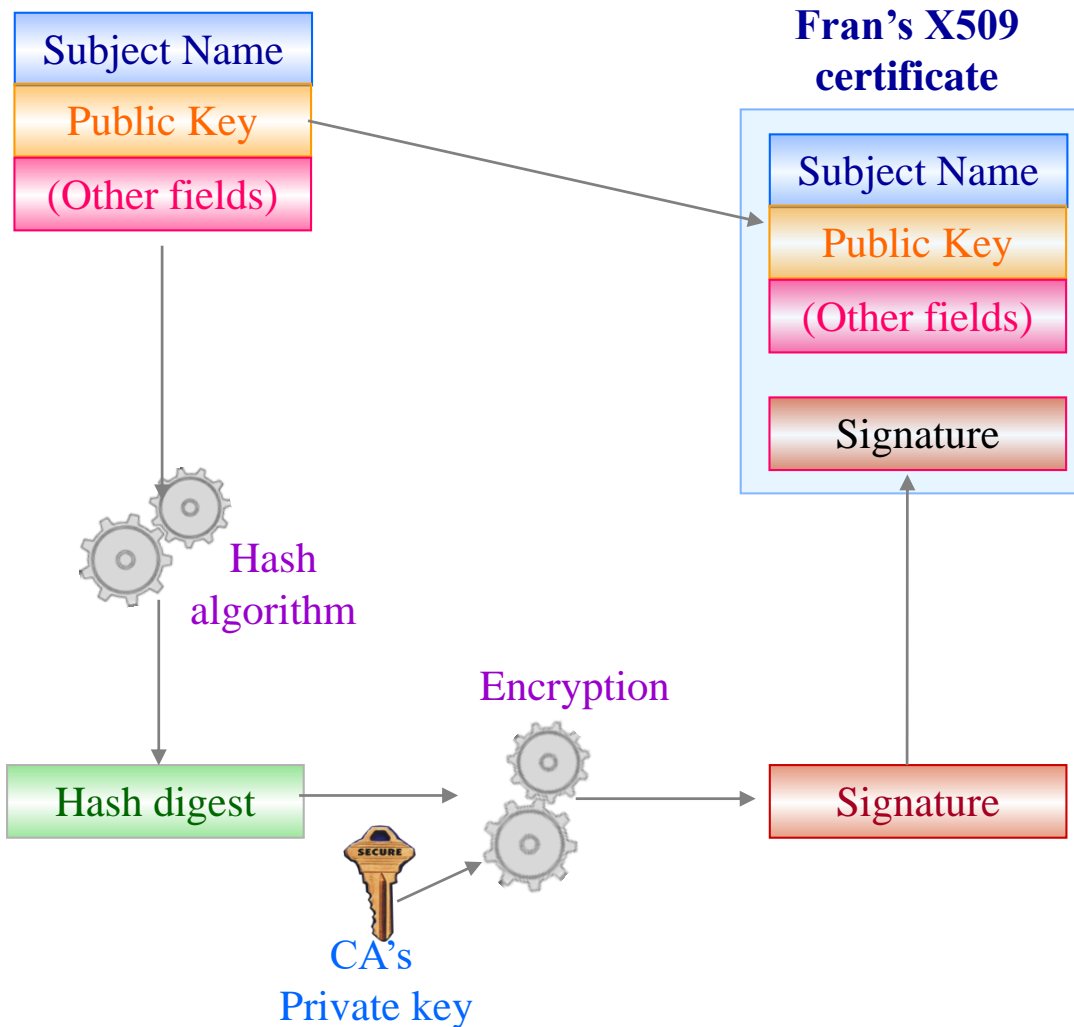 Subject Name
Public Key
(Other fields)
Fran’s X509
certificate
Subject Name
Public Key
(Other fields)
Signature
Hash
algorithm
Encryption
Hash digest
Signature
SECURE
CA’s
Private key